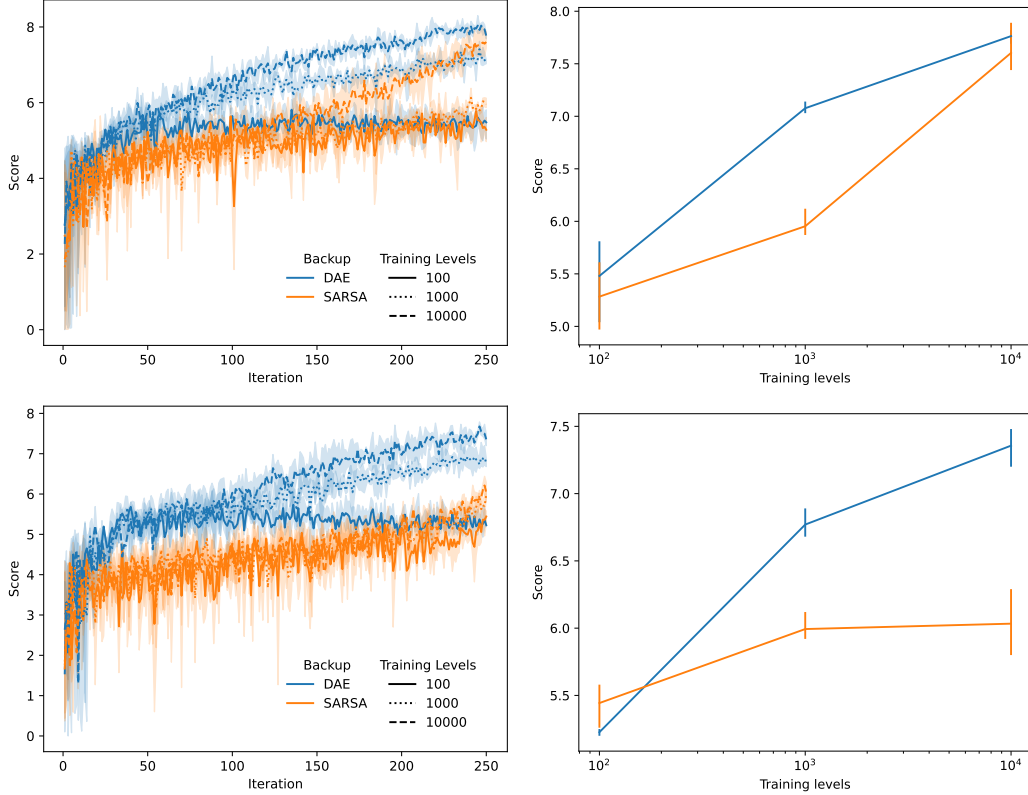 8
6
4
2
0
Score
0 50 100 150 200 250
Iteration
Backup
DAE
SARSA
Training Levels
100
1000
10000
8.0
7.5
7.0
6.5
6.0
5.5
5.0
Score
10² 10³ 10⁴
Training levels
8
7
6
5
4
3
2
1
0
Score
0 50 100 150 200 250
Iteration
Backup
DAE
SARSA
Training Levels
100
1000
10000
7.5
7.0
6.5
6.0
5.5
Score
10² 10³ 10⁴
Training levels